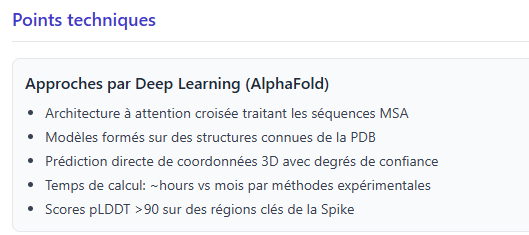 Points techniques
Approches par Deep Learning (AlphaFold)
• Architecture à attention croisée traitant les séquences MSA
• Modèles formés sur des structures connues de la PDB
• Prédiction directe de coordonnées 3D avec degrés de confiance
• Temps de calcul: ~hours vs mois par méthodes expérimentales
• Scores pLDDT >90 sur des régions clés de la Spike